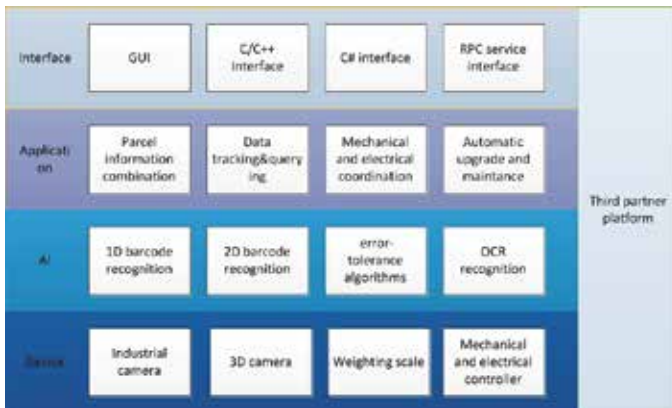 Interface
GUI
C/C++
interface
C# interface
RPC service
interface
Applicati
on
Parcel
information
combination
Data
tracking&query
ing
Mechanical
and electrical
coordination
Automatic
upgrade and
maintance
Third partner
platform
AI
1D barcode
recognition
2D barcode
recognition
error-
tolerance
algorithms
OCR
recognition
Device
Industrial
camera
3D camera
Weighting scale
Mechanical
and electrical
controller